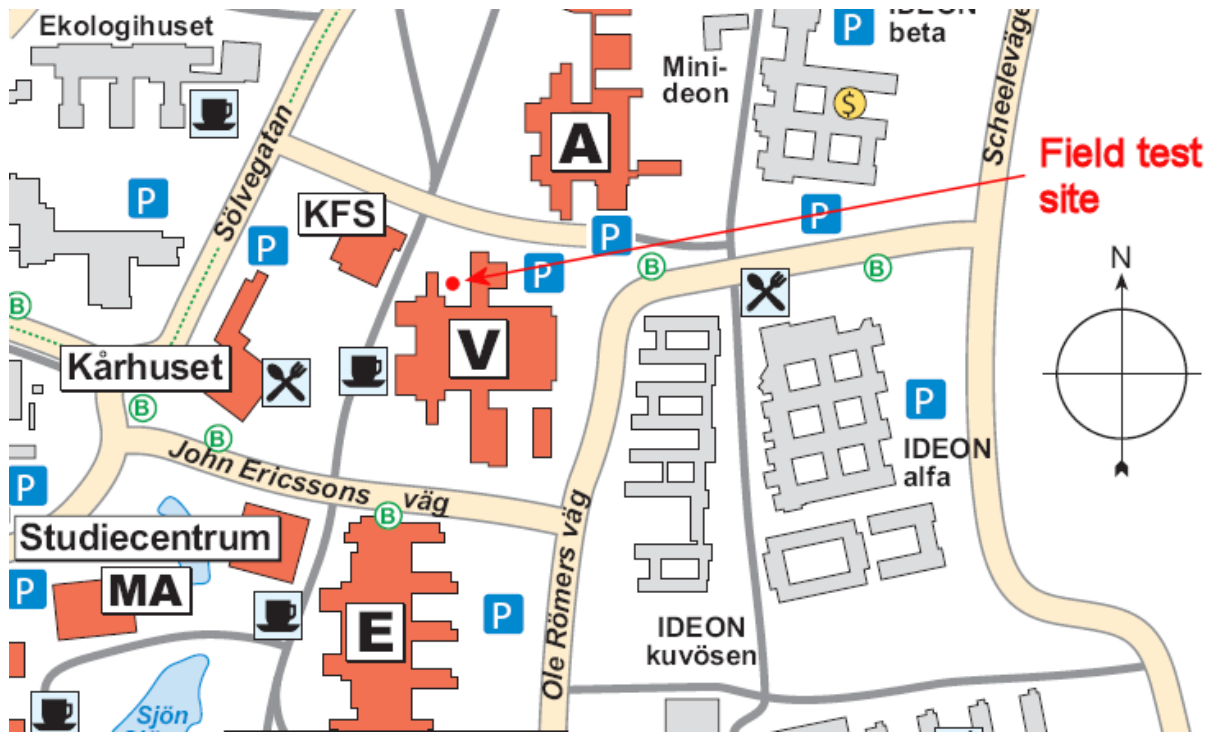 Ekologihuset
IDEON
beta
Mini-
deon
$
Scheeleväge
Field test
site
A
P
P
Sölvegatan
KFS
P
P
P
P
B
B
N
B
V
Kårhuset
P
B
B
IDEON
alfa
John Ericssons väg
P
B
Ole Römers väg
Studiecentrum
P
MA
P
E
IDEON
kuvösen
Sjön